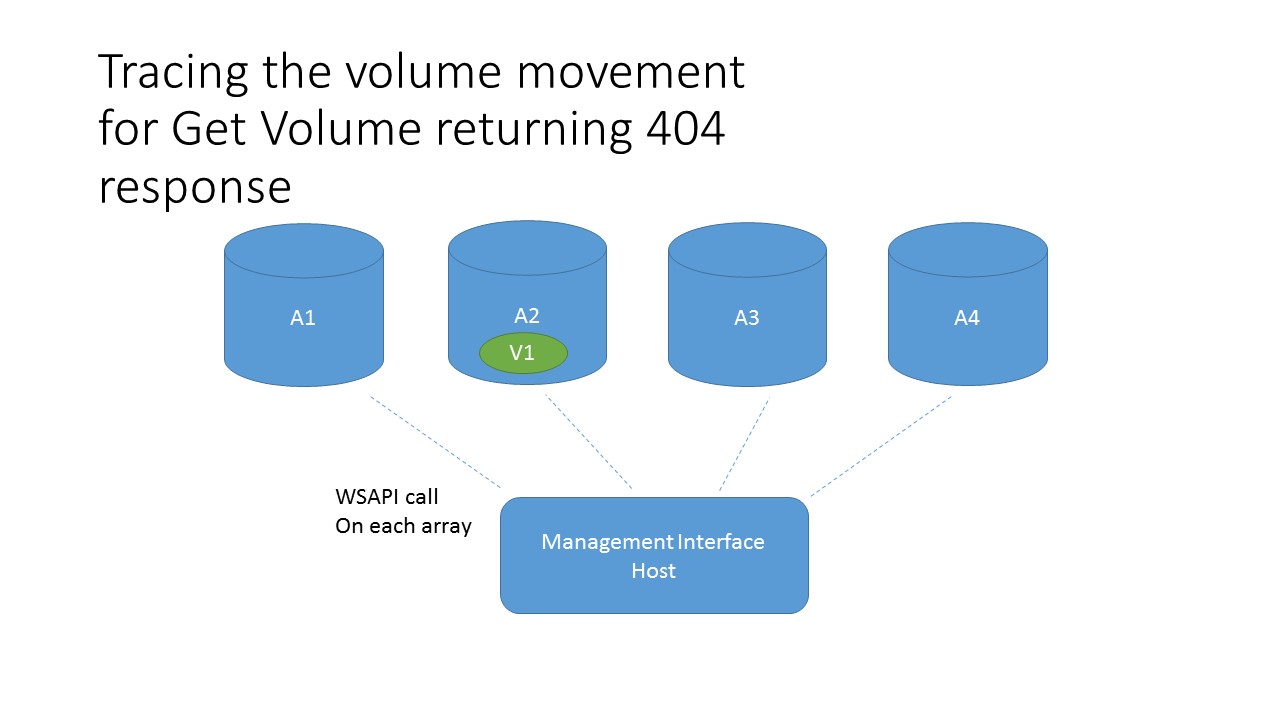 Tracing the volume movement
for Get Volume returning 404
response
A1
A2
A3
A4
V1
WSAPI call
On each array
Management Interface
Host